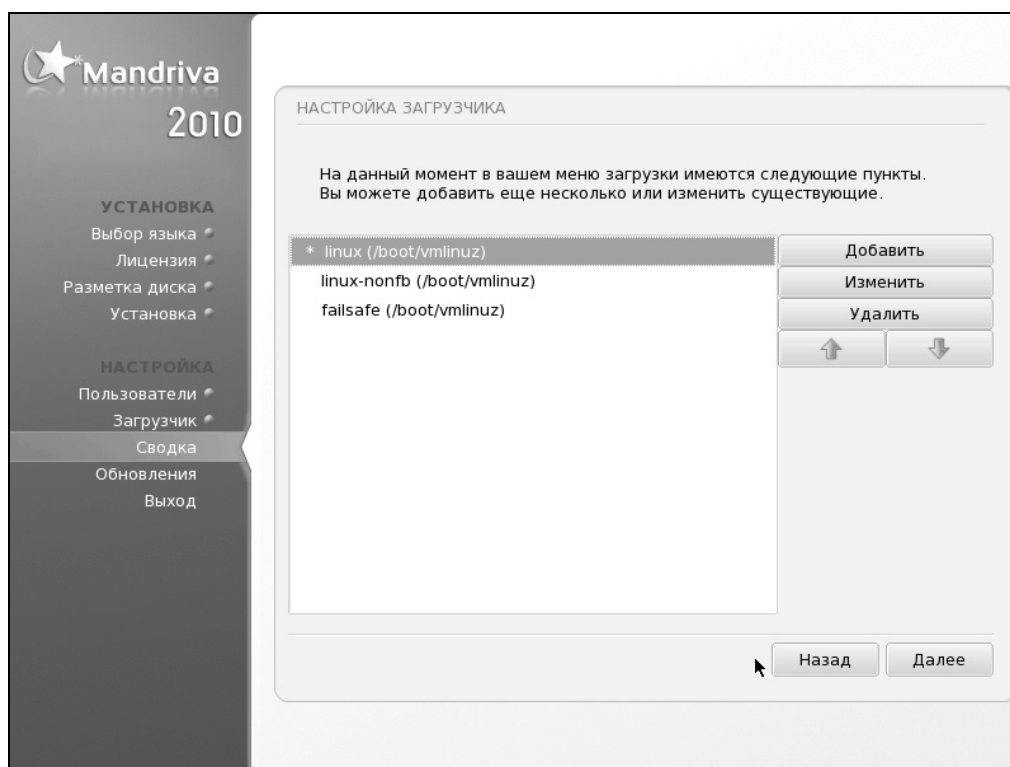 Mandriva
2010
УСТАНОВКА
Выбор языка
Лицензия
Разметка диска
Установка
НАСТРОЙКА
Пользователи
Загрузчик
Сводка
Обновления
Выход
НАСТРОЙКА ЗАГРУЗЧИКА
На данный момент в вашем меню загрузки имеются следующие пункты.
Вы можете добавить еще несколько или изменить существующие.
* linux (/boot/vmlinuz)
linux-nonfb (/boot/vmlinuz)
failsafe (/boot/vmlinuz)
Добавить
Изменить
Удалить
Назад
Далее